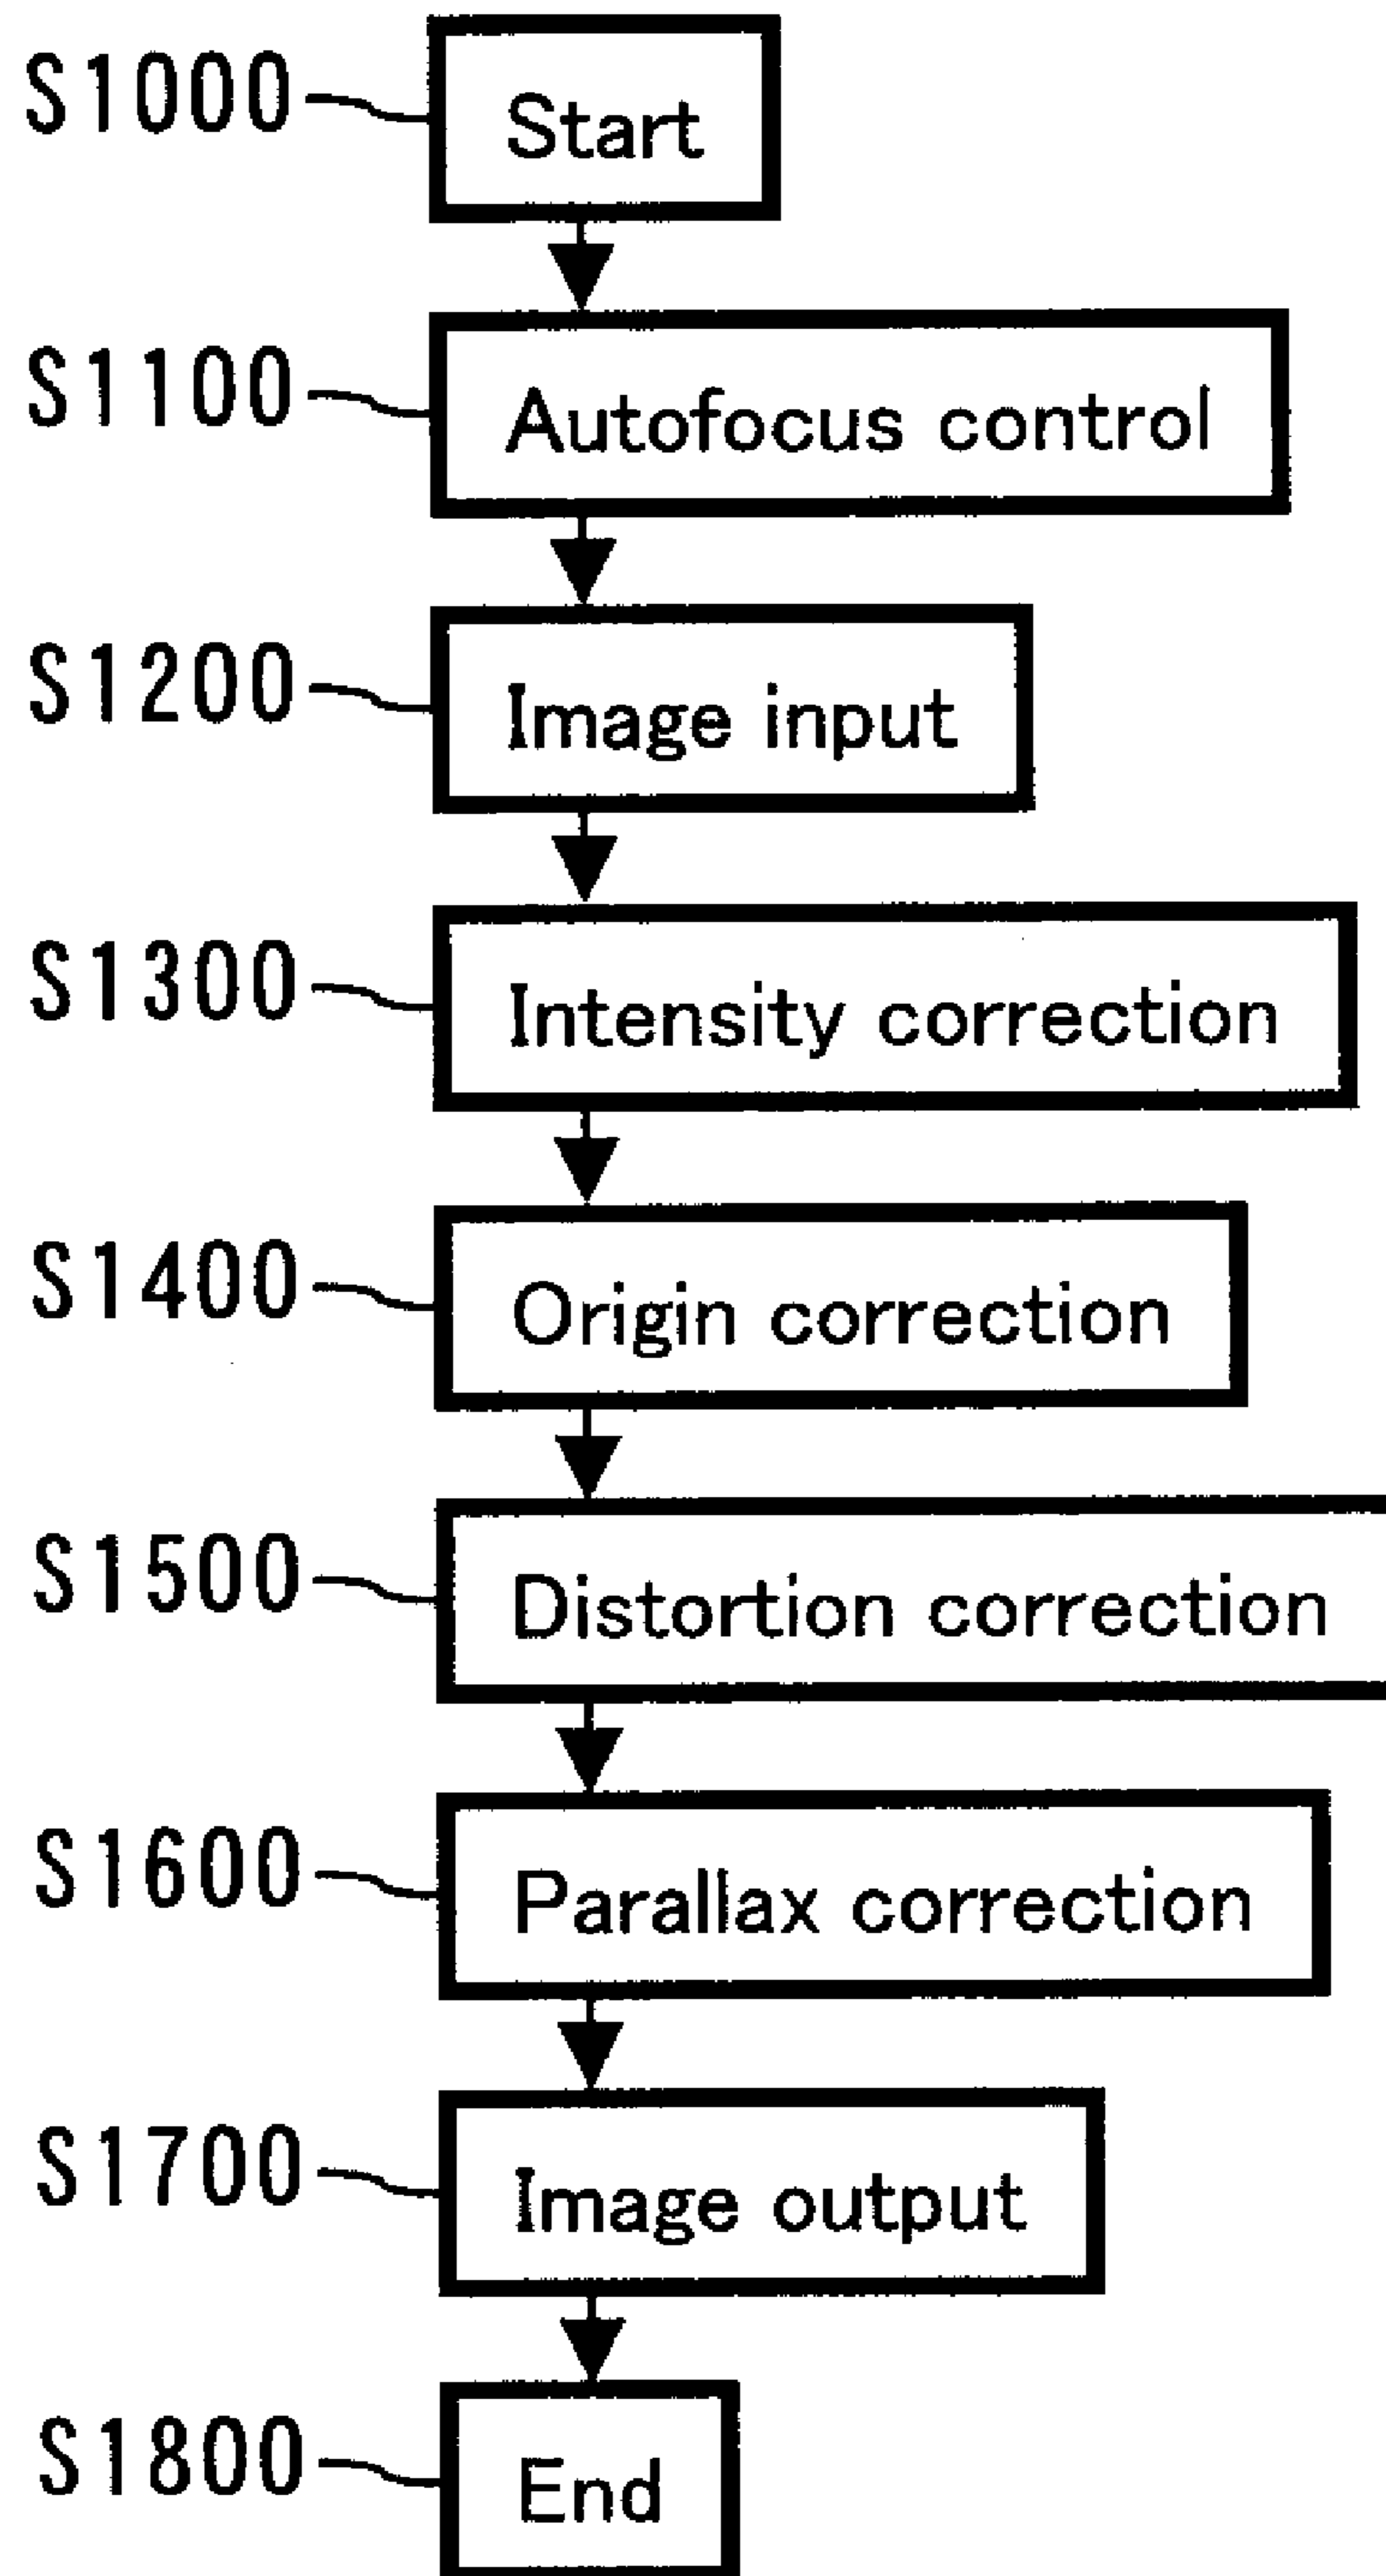 S1000 Start
S1100 Autofocus control
S1200 Image input
S1300 Intensity correction
S1400 Origin correction
S1500 Distortion correction
S1600 Parallax correction
S1700 Image output
S1800 End